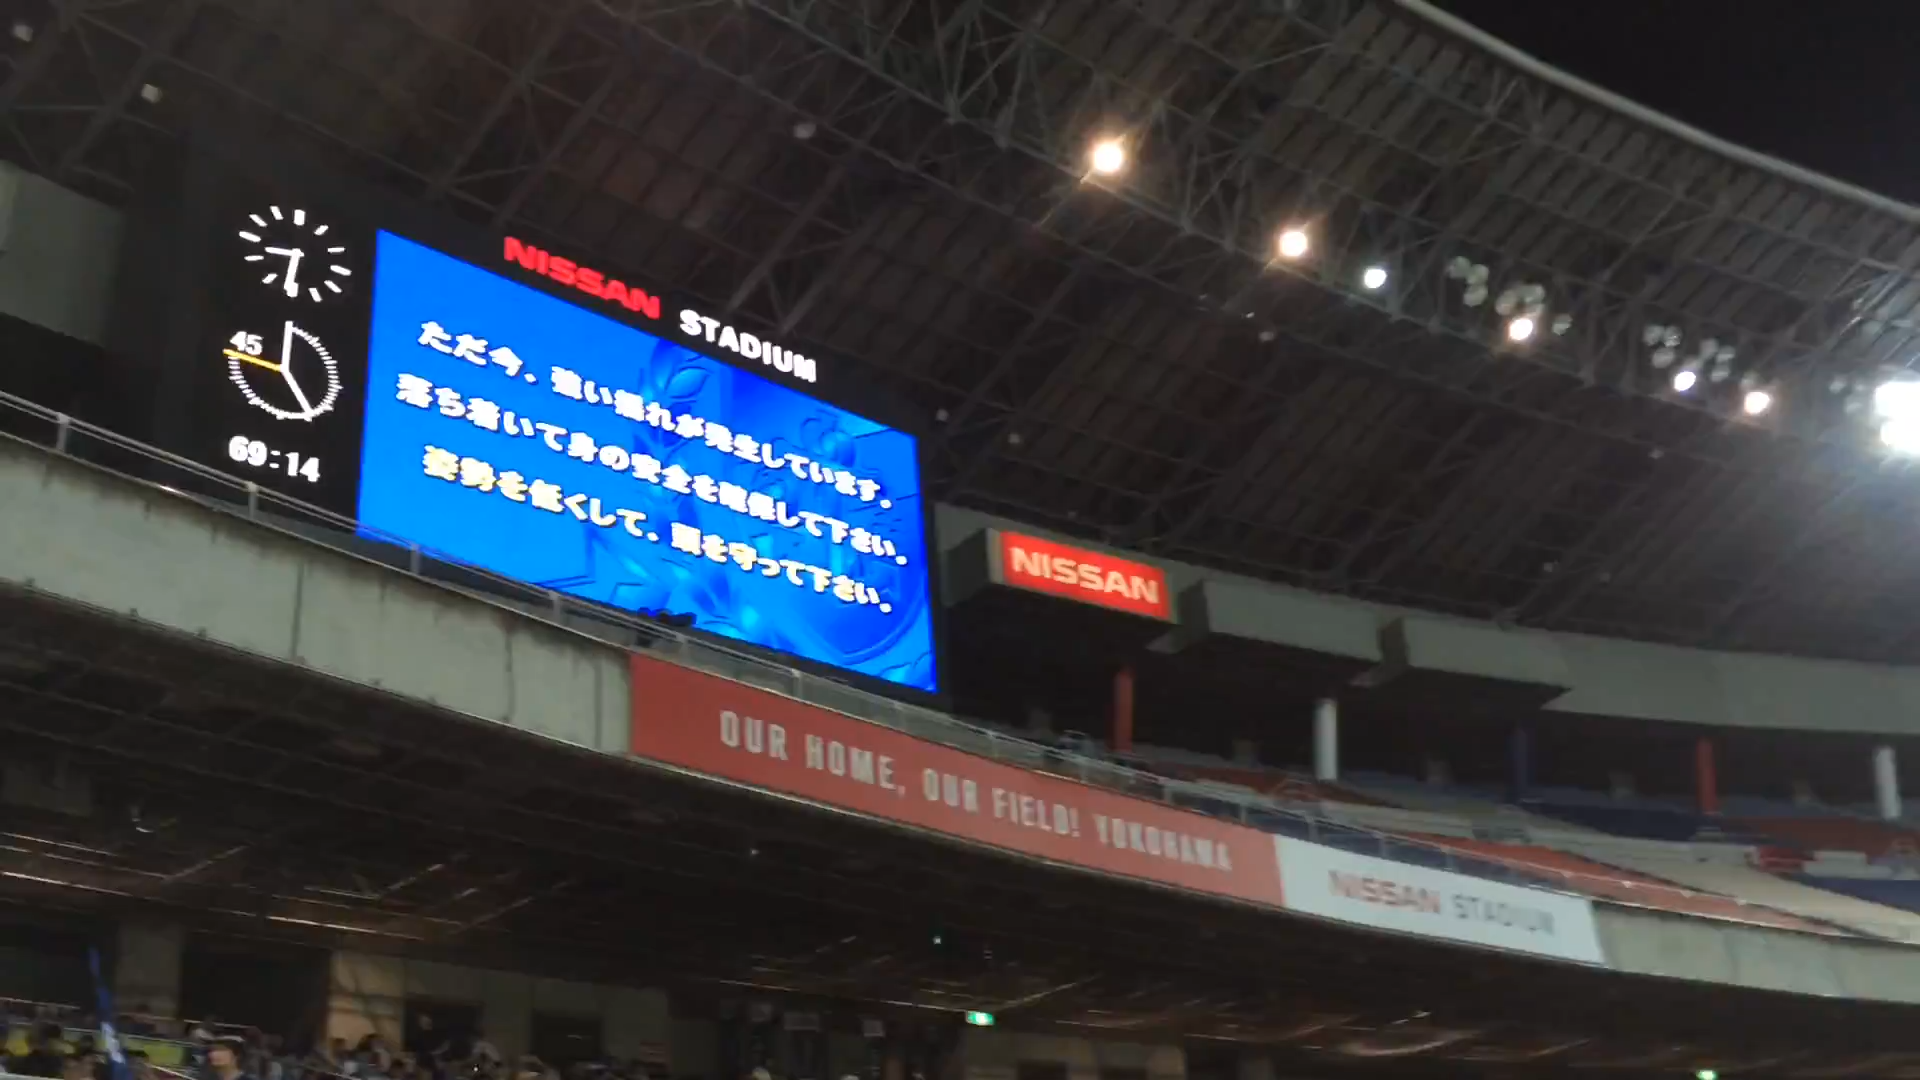 NISSAN STADIUM
45
69:14
ただ今、強い揺れが発生しています。
落ち着いて身の安全を確保して下さい。
姿勢を低くして、頭を守って下さい。
NISSAN
OUR HOME, OUR FIELD! YOKOHAMA
NISSAN STADIUM